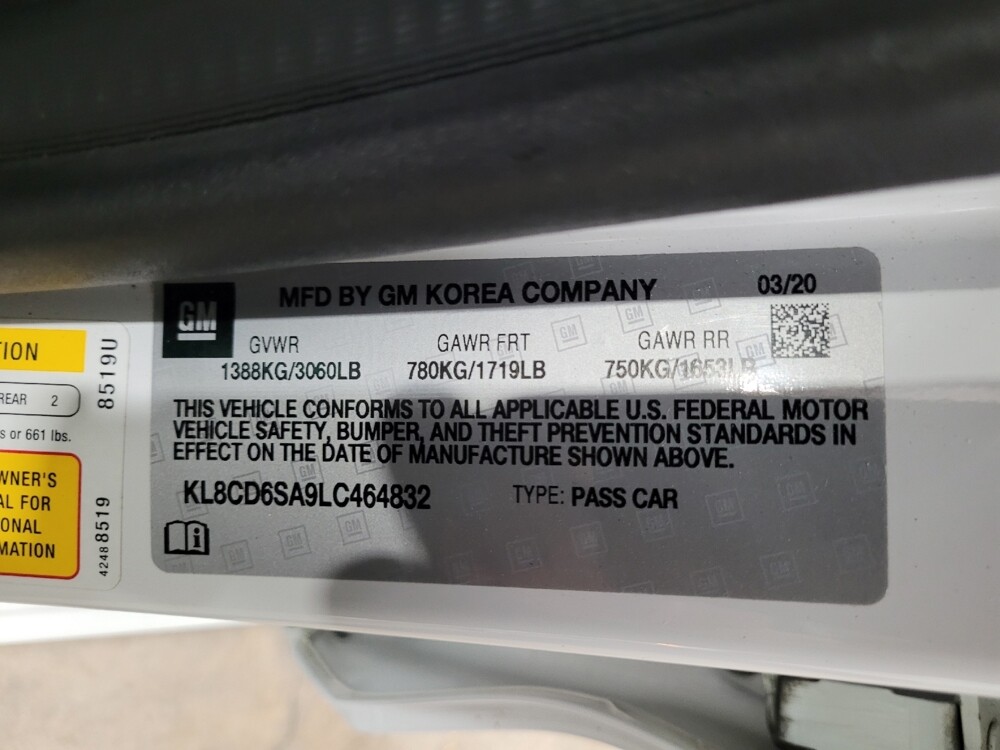 GM
MFD BY GM KOREA COMPANY 03/20
GVWR GAWR FRT GAWR RR
1388KG/3060LB 780KG/1719LB 750KG/1653LB
THIS VEHICLE CONFORMS TO ALL APPLICABLE U.S. FEDERAL MOTOR
VEHICLE SAFETY, BUMPER, AND THEFT PREVENTION STANDARDS IN
EFFECT ON THE DATE OF MANUFACTURE SHOWN ABOVE.
KL8CD6SA9LC464832 TYPE: PASS CAR
i
TION
REAR 2
s or 661 lbs.
WNER'S
AL FOR
ONAL
MATION
8519U
42488519